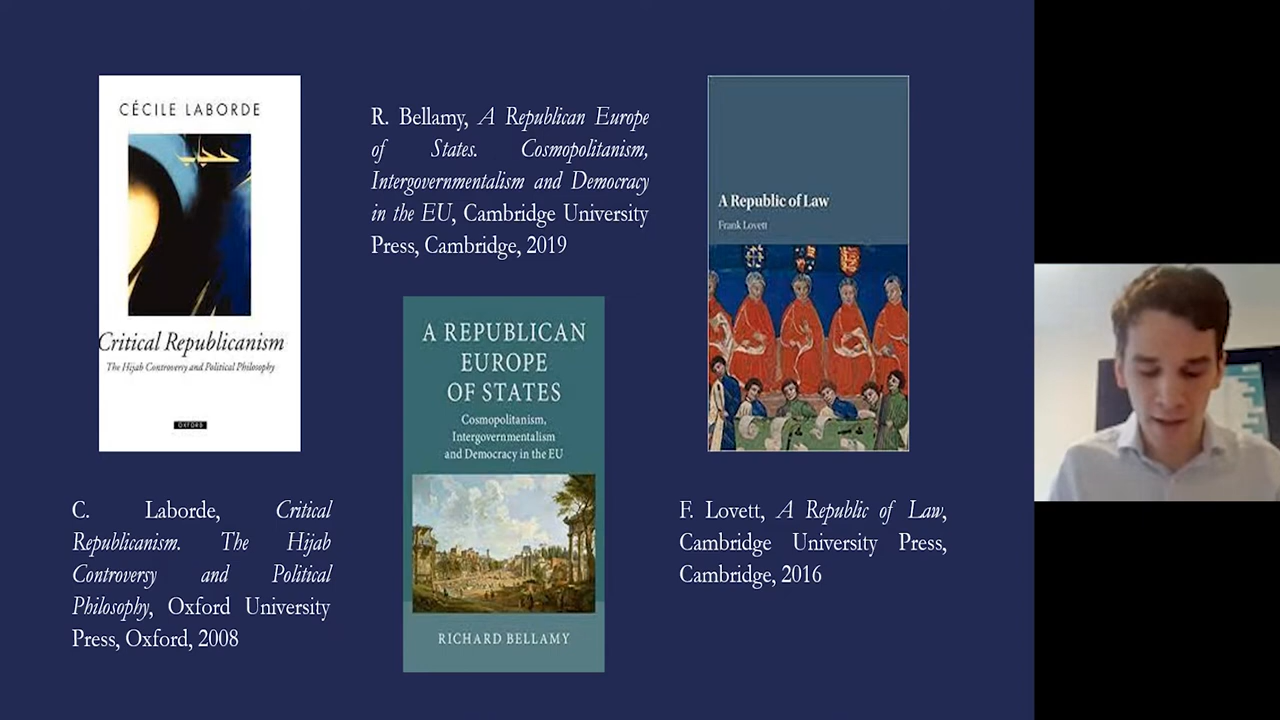 CÉCILE LABORDE
حجاب
Critical Republicanism
The Hijab Controversy and Political Philosophy
OXFORD
C. Laborde, Critical
Republicanism. The Hijab
Controversy and Political
Philosophy, Oxford University
Press, Oxford, 2008
R. Bellamy, A Republican Europe
of States. Cosmopolitanism,
Intergovernmentalism and Democracy
in the EU, Cambridge University
Press, Cambridge, 2019
A REPUBLICAN
EUROPE
OF STATES
Cosmopolitanism,
Intergovernmentalism
and Democracy in the EU
RICHARD BELLAMY
A Republic of Law
Frank Lovett
F. Lovett, A Republic of Law,
Cambridge University Press,
Cambridge, 2016